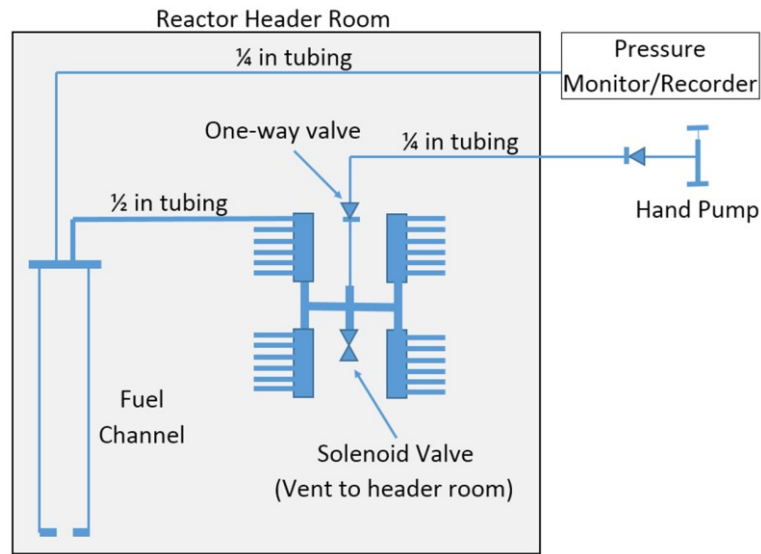 Reactor Header Room
¼ in tubing
Pressure
Monitor/Recorder
One-way valve
¼ in tubing
½ in tubing
Hand Pump
Fuel
Channel
Solenoid Valve
(Vent to header room)